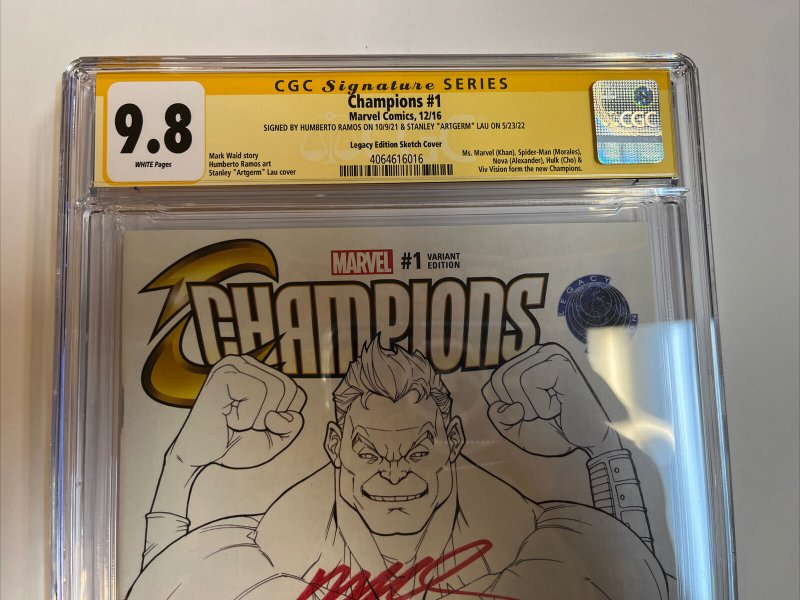 CGC Signature SERIES
Champions #1
Marvel Comics, 12/16
SIGNED BY HUMBERTO RAMOS ON 10/9/21 & STANLEY "ARTGERM" LAU ON 5/23/22
9.8
WHITE Pages
Mark Waid story
Humberto Ramos art
Stanley "Artgerm" Lau cover
Legacy Edition Sketch Cover
4064616016
Ms. Marvel (Khan), Spider-Man (Morales),
Nova (Alexander), Hulk (Cho) &
Viv Vision form the new Champions.
CGC
MARVEL #1 VARIANT
EDITION
CHAMPIONS
LEGACY